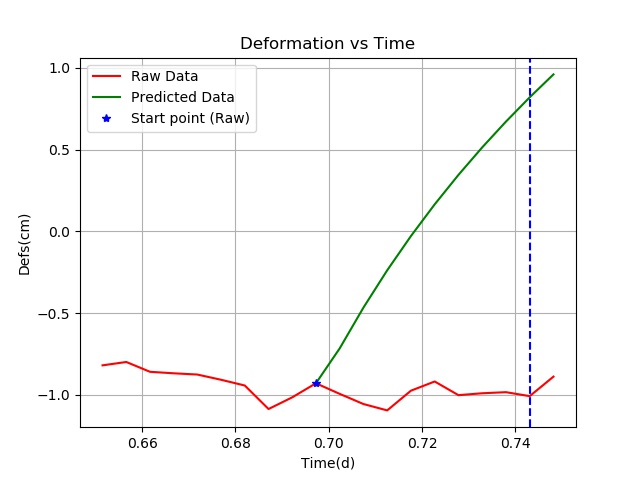 Deformation vs Time
Raw Data
Predicted Data
Start point (Raw)
1.0
0.5
0.0
−0.5
−1.0
Defs(cm)
0.66
0.68
0.70
0.72
0.74
Time(d)